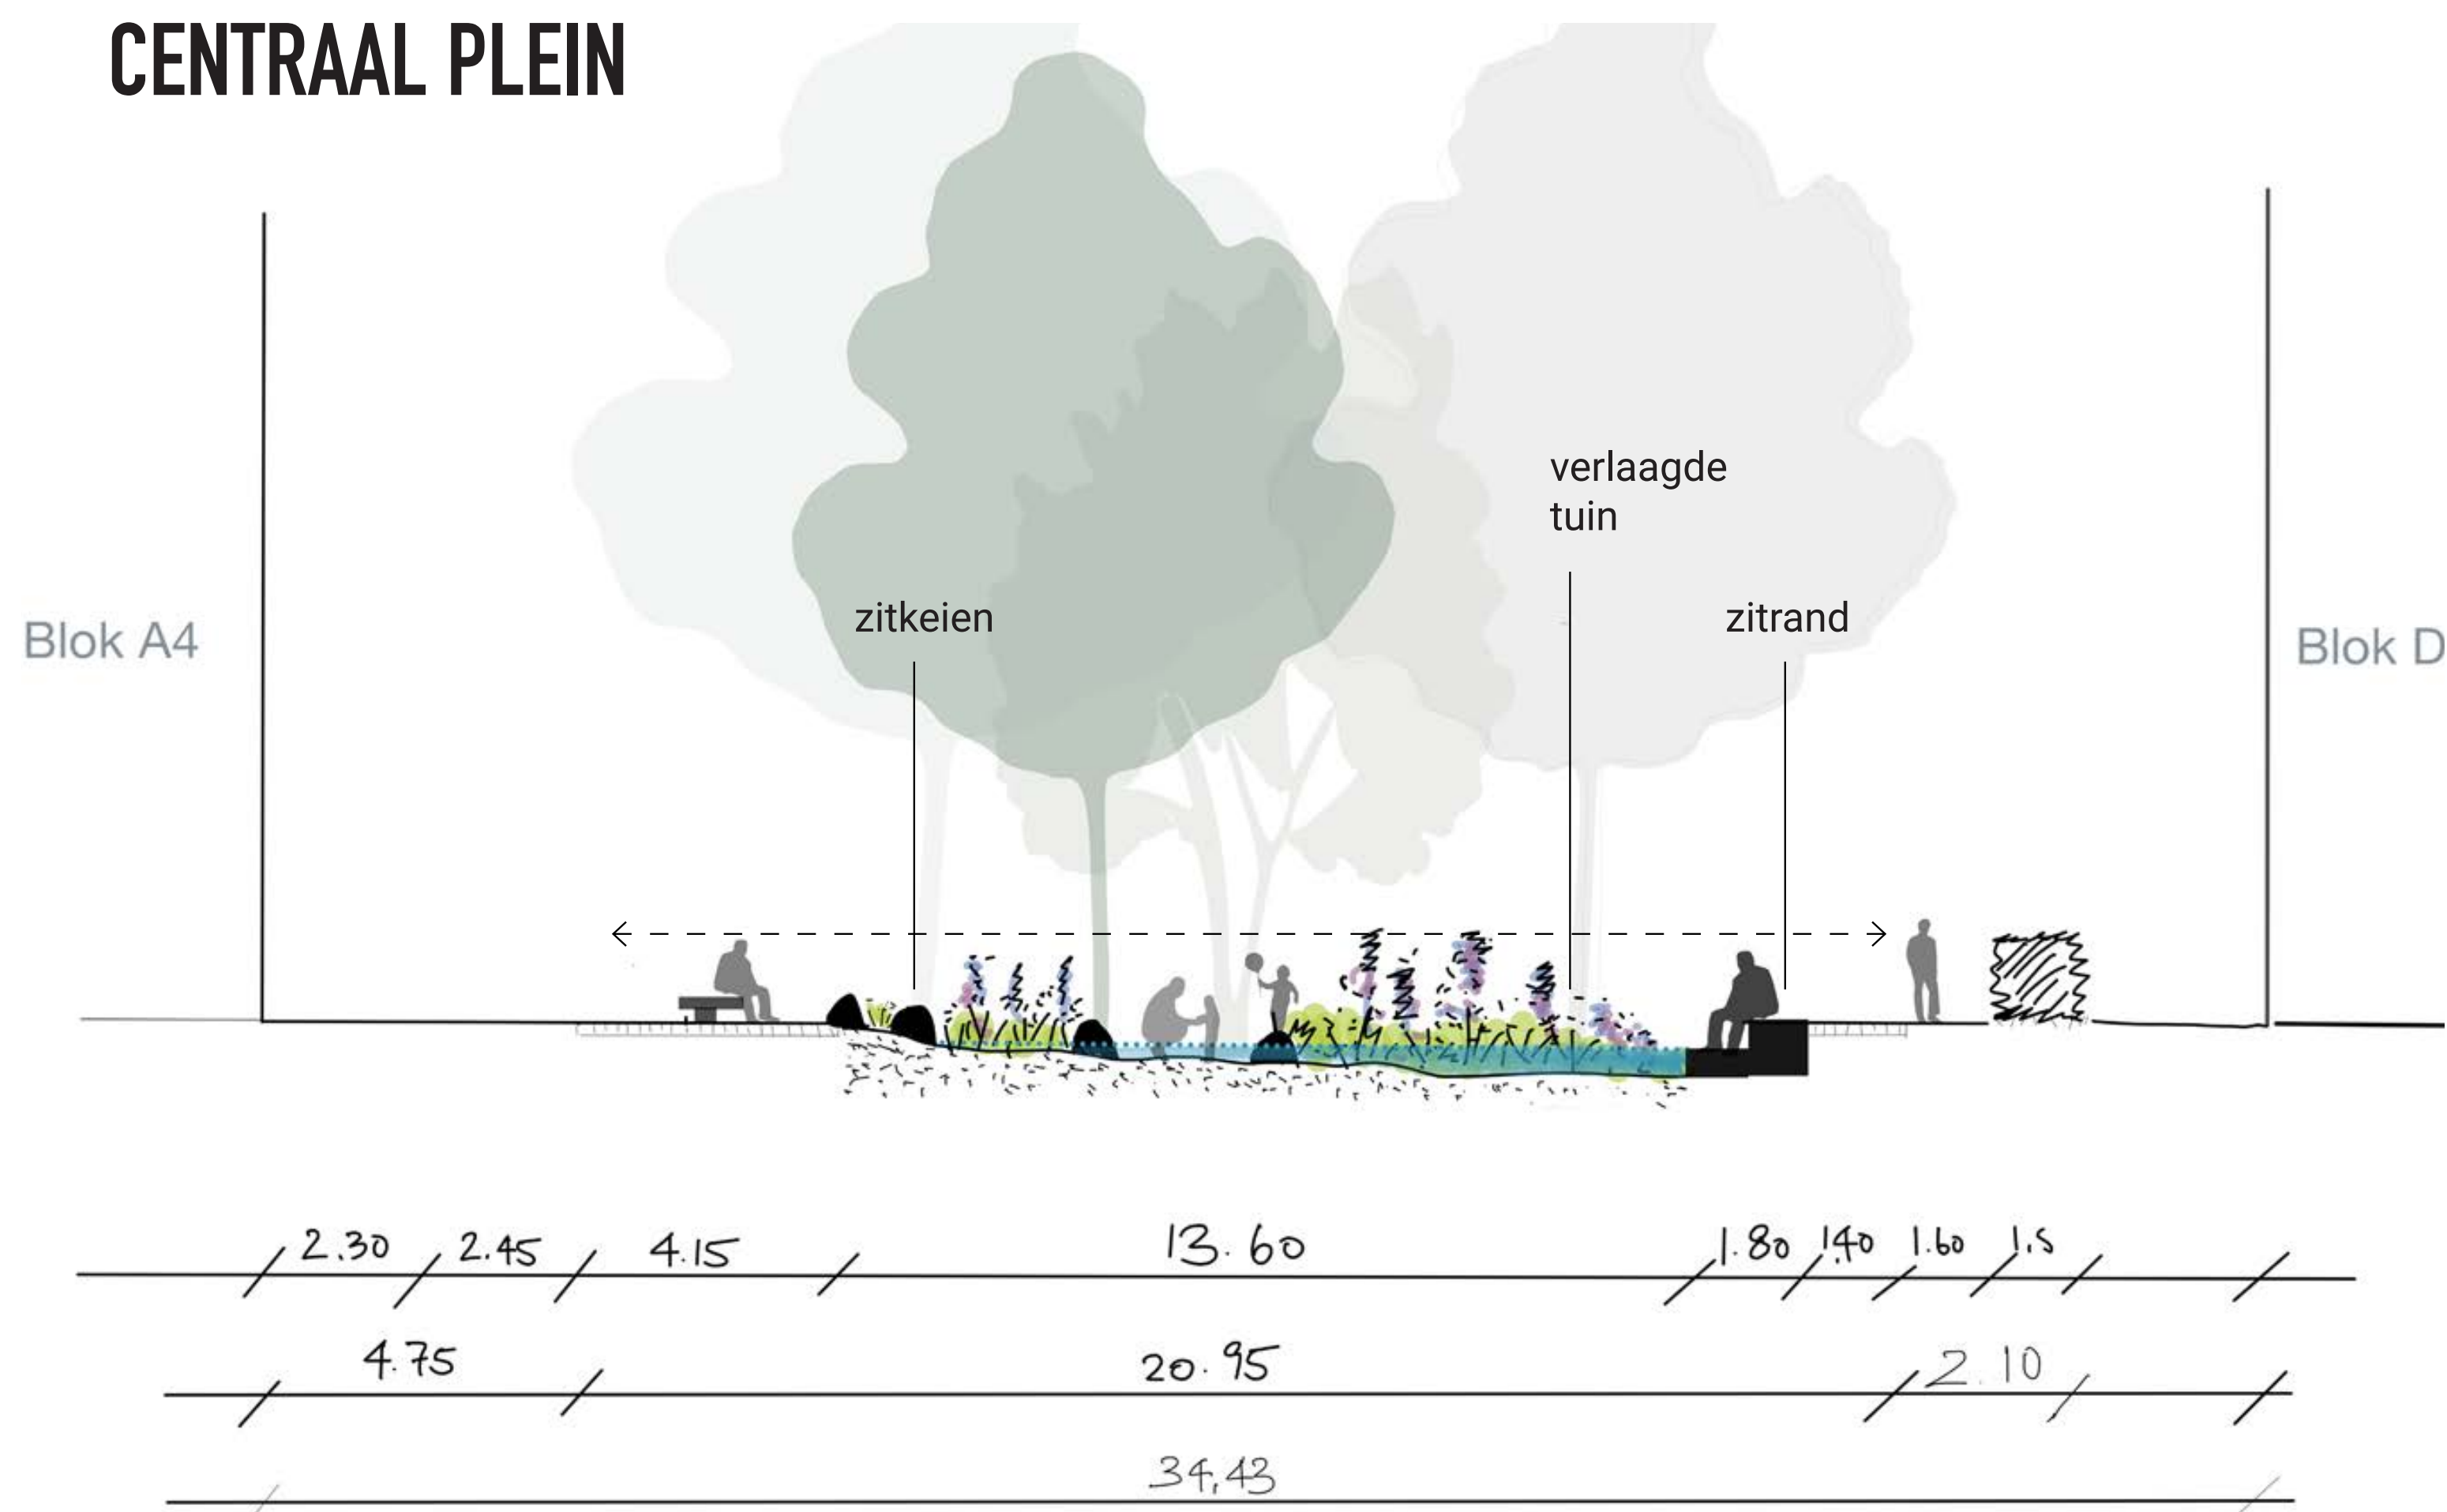 CENTRAAL PLEIN
verlaagde
tuin
zitkeien
zitrand
Blok A4
Blok D
2.30 2.45 4.15 13.60 1.80 1.40 1.60 1.5
4.75 20.95 2.10
34,43